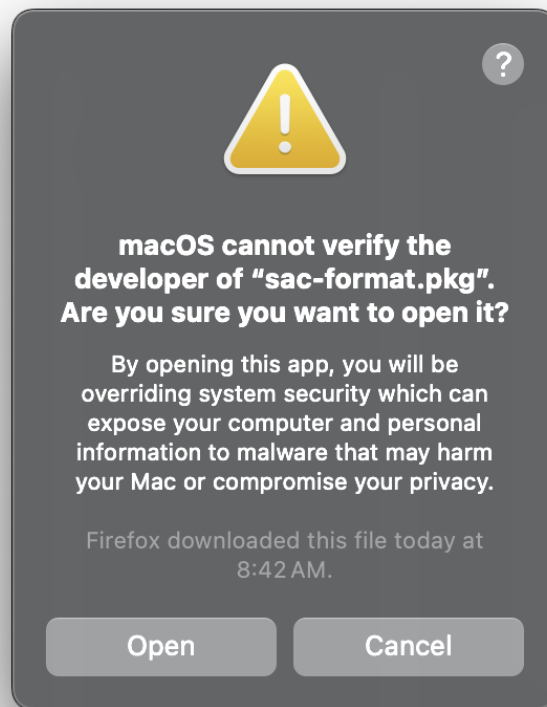 ?
macOS cannot verify the
developer of “sac-format.pkg”.
Are you sure you want to open it?
By opening this app, you will be
overriding system security which can
expose your computer and personal
information to malware that may harm
your Mac or compromise your privacy.
Firefox downloaded this file today at
8:42 AM.
Open
Cancel